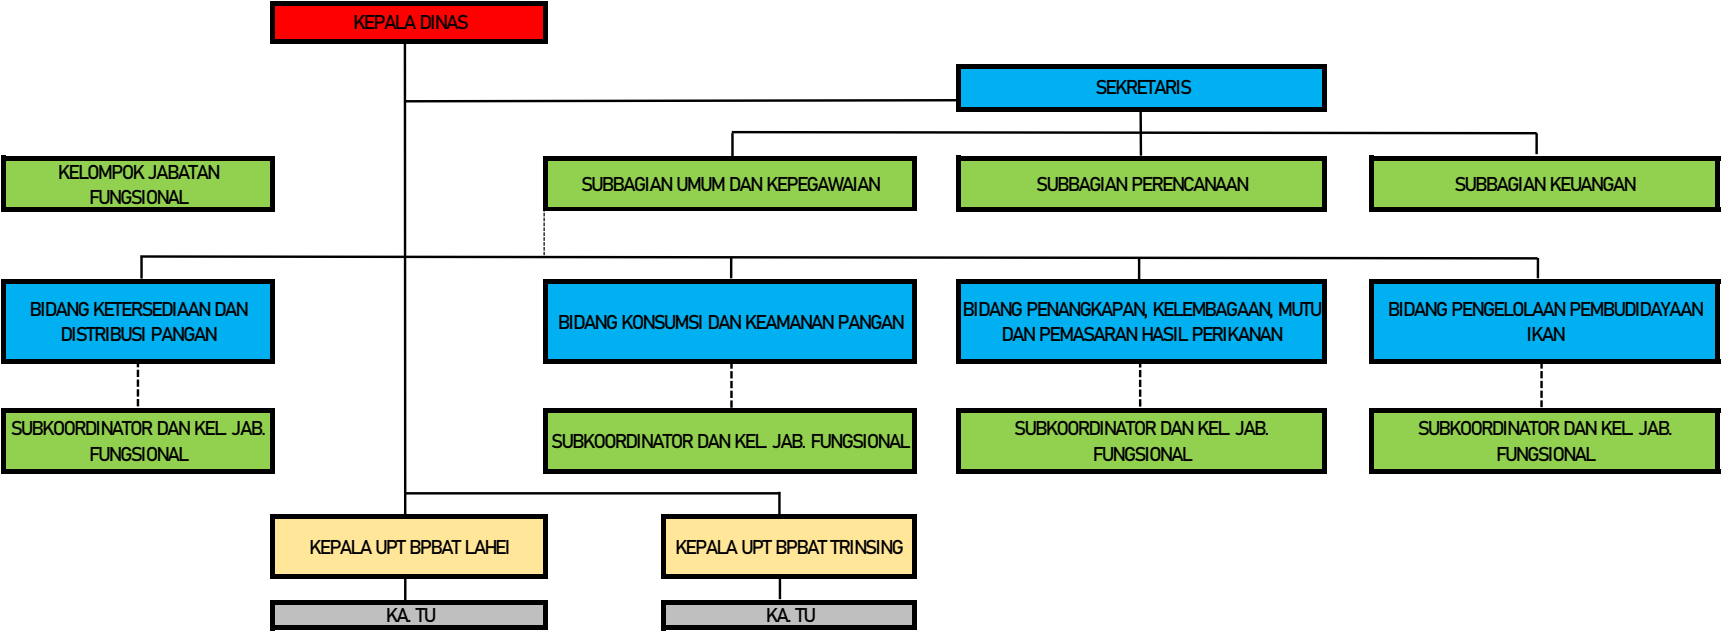 KEPALA DINAS
SEKRETARIS
KELOMPOK JABATAN
FUNGSIONAL
SUBBAGIAN UMUM DAN KEPEGAWAIAN
SUBBAGIAN PERENCANAAN
SUBBAGIAN KEUANGAN
BIDANG KETERSEDIAAN DAN
DISTRIBUSI PANGAN
BIDANG KONSUMSI DAN KEAMANAN PANGAN
BIDANG PENANGKAPAN, KELEMBAGAAN, MUTU
DAN PEMASARAN HASIL PERIKANAN
BIDANG PENGELOLAAN PEMBUDIDAYAAN
IKAN
SUBKOORDINATOR DAN KEL. JAB.
FUNGSIONAL
SUBKOORDINATOR DAN KEL. JAB. FUNGSIONAL
SUBKOORDINATOR DAN KEL. JAB.
FUNGSIONAL
SUBKOORDINATOR DAN KEL. JAB.
FUNGSIONAL
KEPALA UPT BPBAT LAHEI
KEPALA UPT BPBAT TRINSING
KA. TU
KA. TU